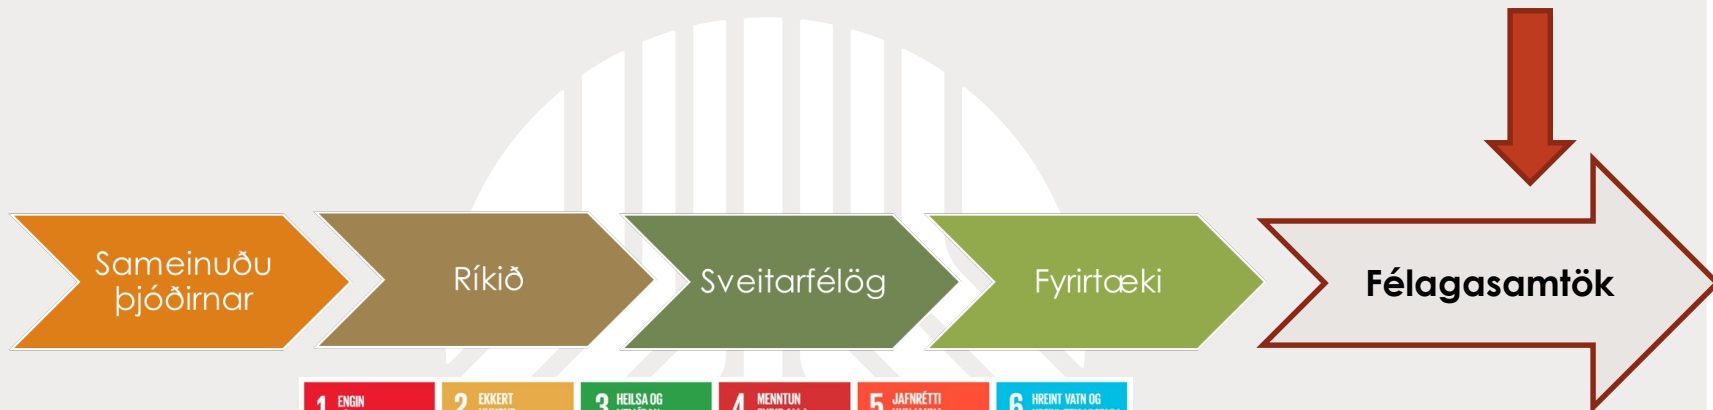 Sameinuðu
þjóðirnar
Ríkið
Sveitarfélög
Fyrirtæki
Félagasamtök
1 ENGIN
2 EKKERT
3 HEILSA OG
4 MENNTUN
5 JAFNRÉTTI
6 HREINT VATN OG